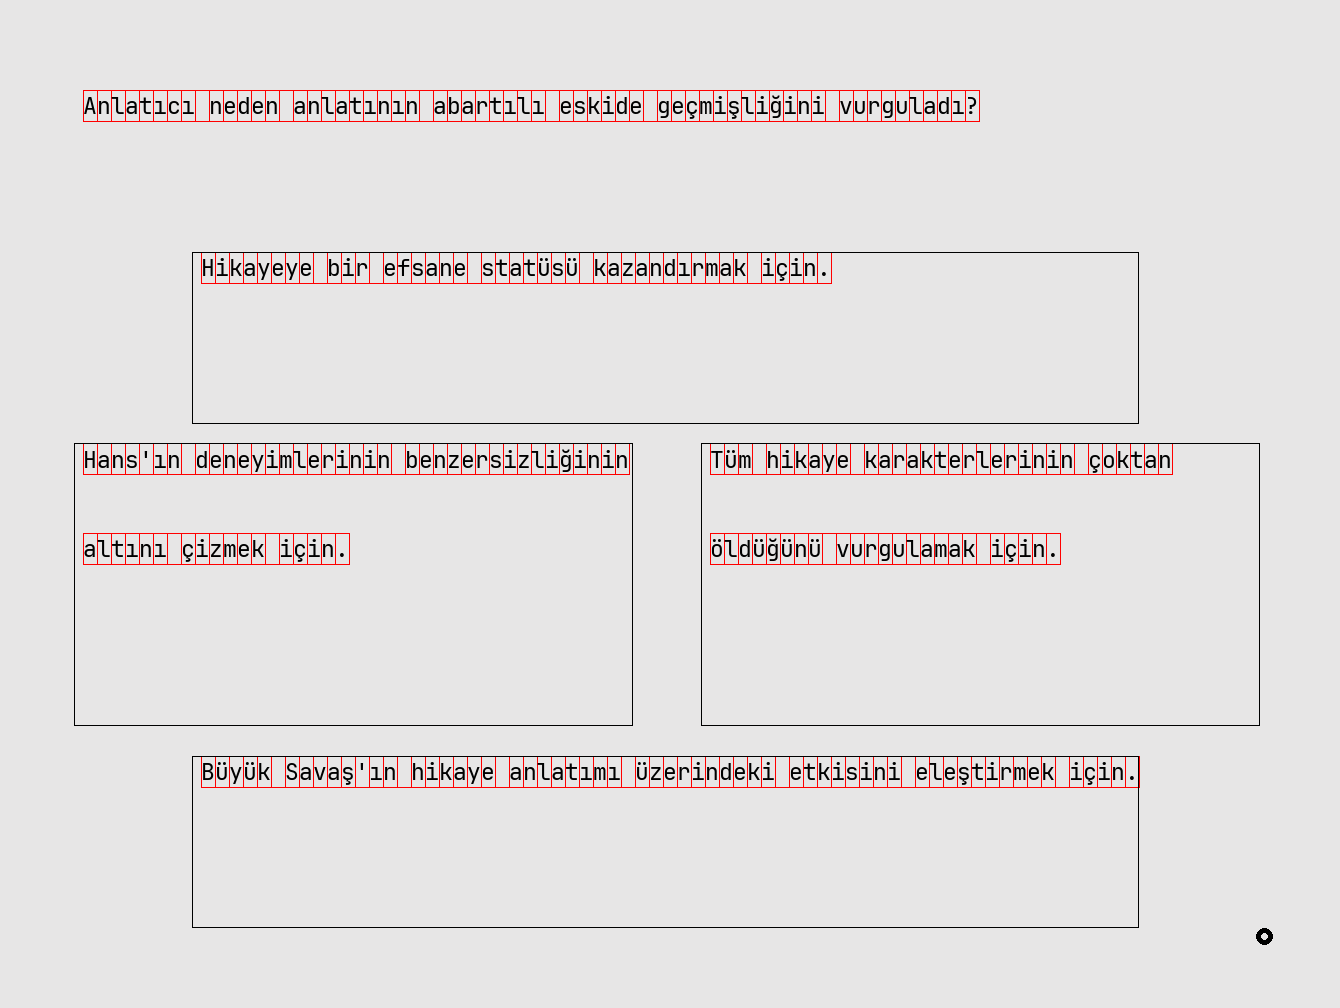 Anlatıcı neden anlatının abartılı eskide geçmişliğini vurguladı?
Hikayeye bir efsane statüsü kazandırmak için.
Hans'ın deneyimlerinin benzersizliğinin
altını çizmek için.
Tüm hikaye karakterlerinin çoktan
öldüğünü vurgulamak için.
Büyük Savaş'ın hikaye anlatımı üzerindeki etkisini eleştirmek için.